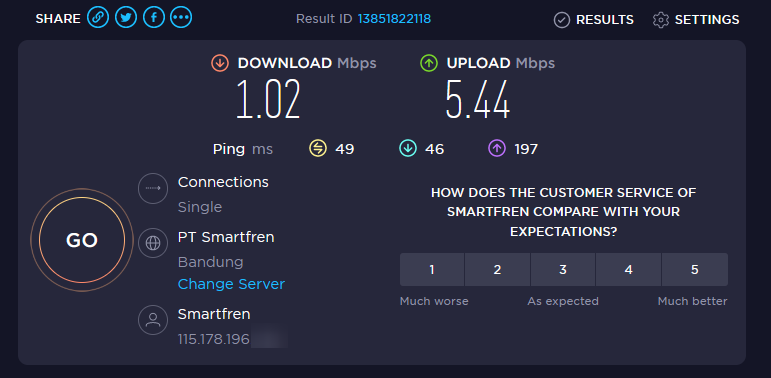 SHARE
Result ID 13851822118
RESULTS
SETTINGS
DOWNLOAD Mbps
1.02
UPLOAD Mbps
5.44
Ping ms 49 46 197
GO
Connections
Single
PT Smartfren
Bandung
Change Server
Smartfren
115.178.196
HOW DOES THE CUSTOMER SERVICE OF
SMARTFREN COMPARE WITH YOUR
EXPECTATIONS?
1 2 3 4 5
Much worse As expected Much better